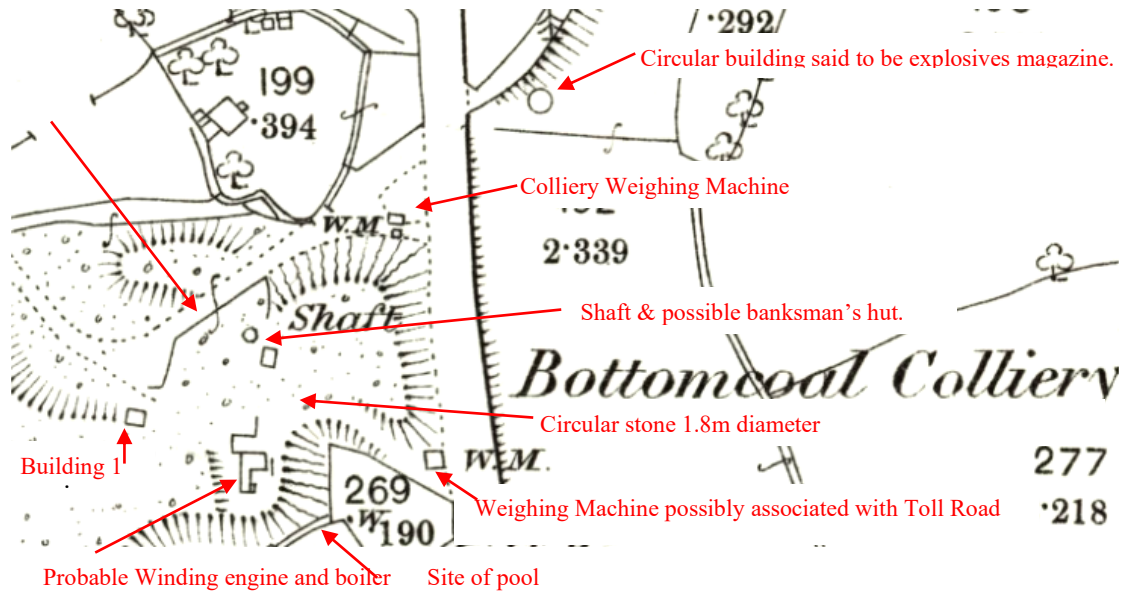 ·292
Circular building said to be explosives magazine.
199
·394
Colliery Weighing Machine
W.M
2·339
Shaft
Shaft & possible banksman’s hut.
Bottomcoal Colliery
Circular stone 1.8m diameter
Building 1
W.M.
277
269
Weighing Machine possibly associated with Toll Road
·218
W
·190
Probable Winding engine and boiler
Site of pool